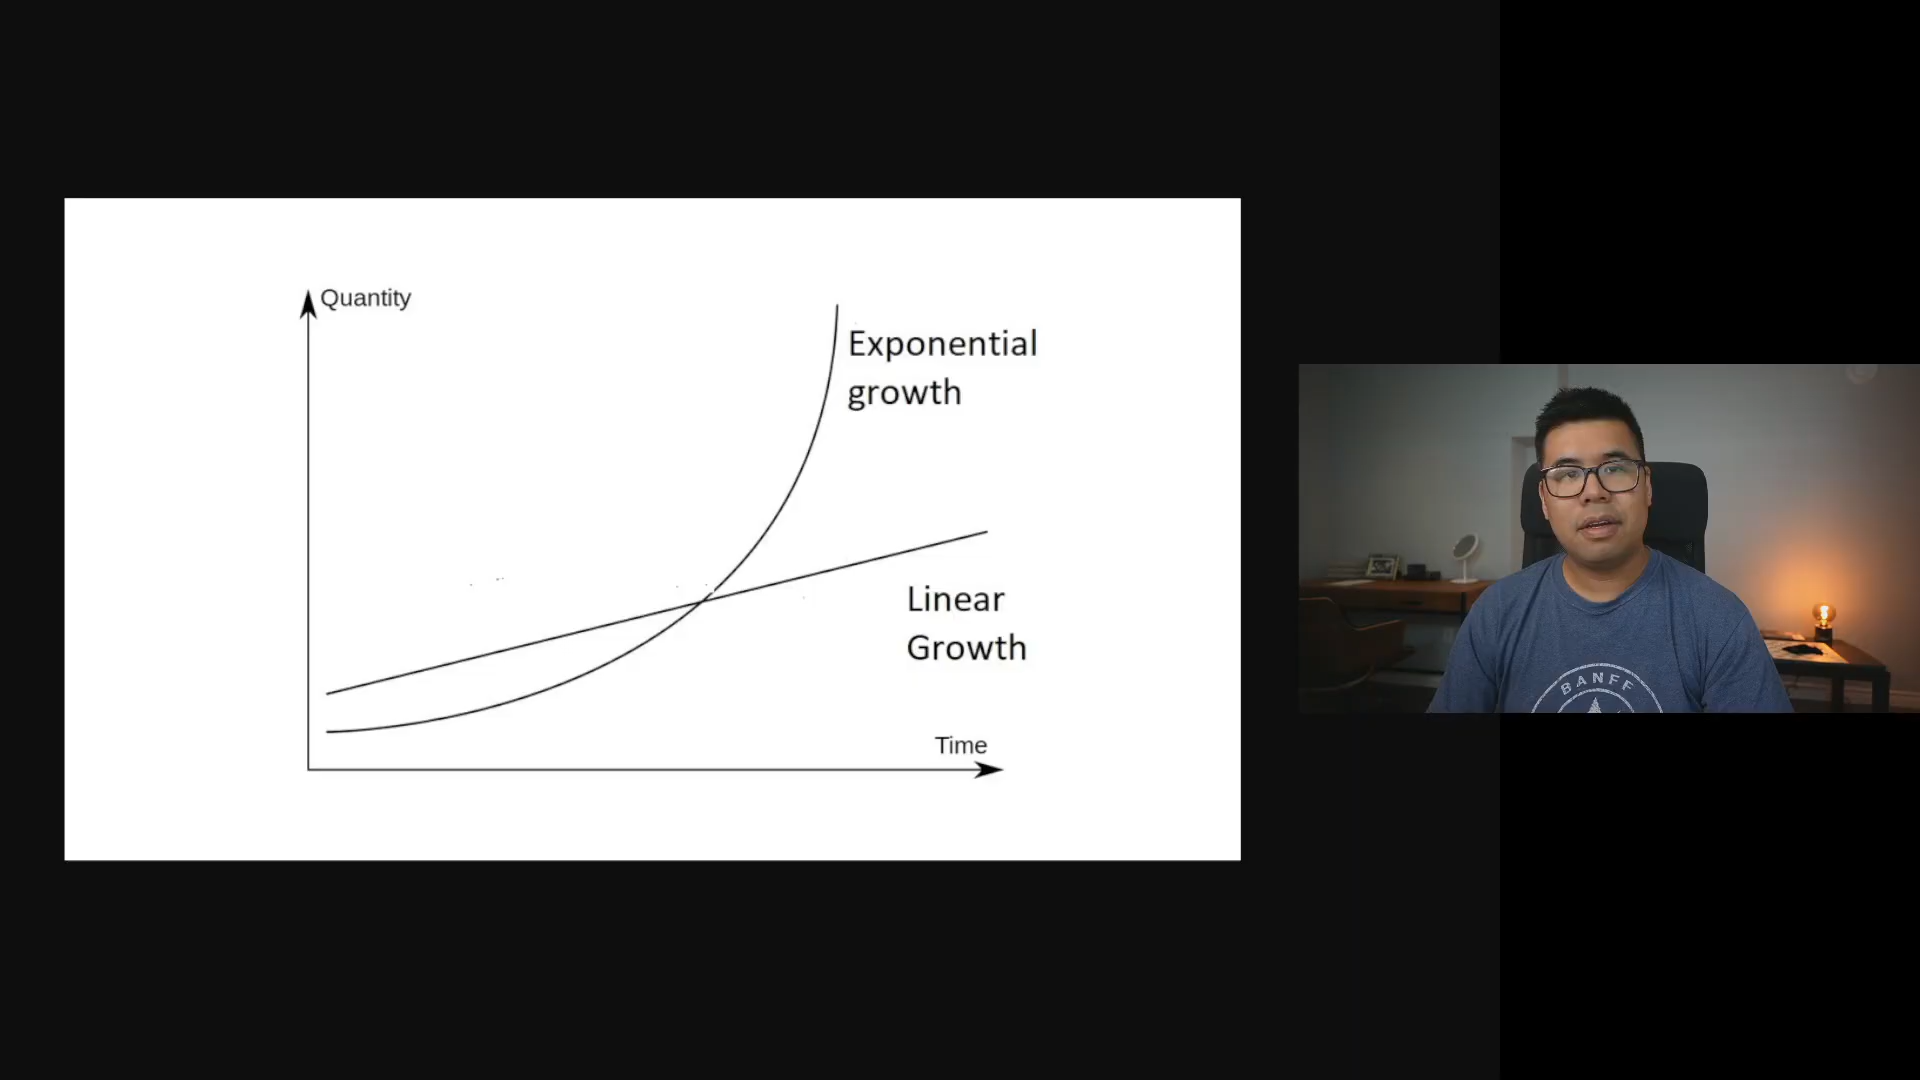 Quantity
Exponential
growth
Linear
Growth
Time
BANFF